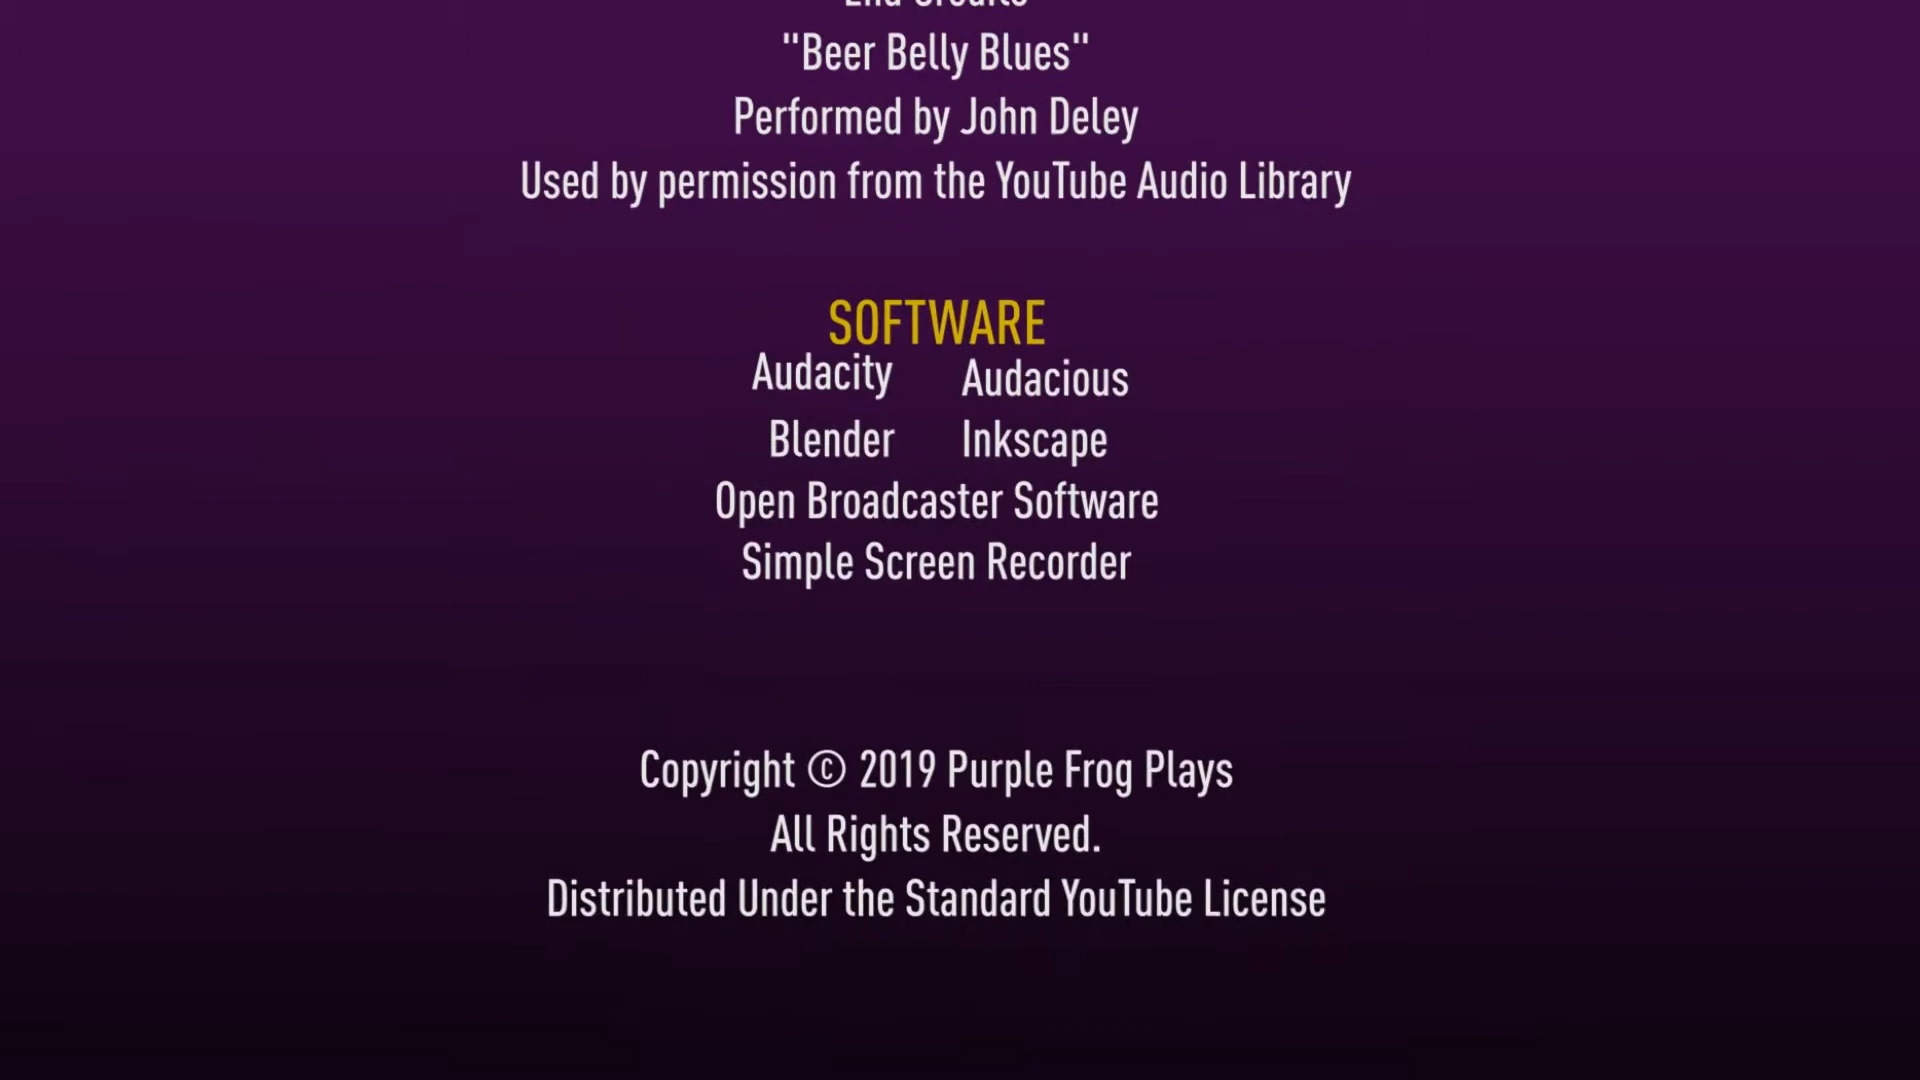 End Credits
"Beer Belly Blues"
Performed by John Deley
Used by permission from the YouTube Audio Library
SOFTWARE
Audacity Audacious
Blender Inkscape
Open Broadcaster Software
Simple Screen Recorder
Copyright © 2019 Purple Frog Plays
All Rights Reserved.
Distributed Under the Standard YouTube License